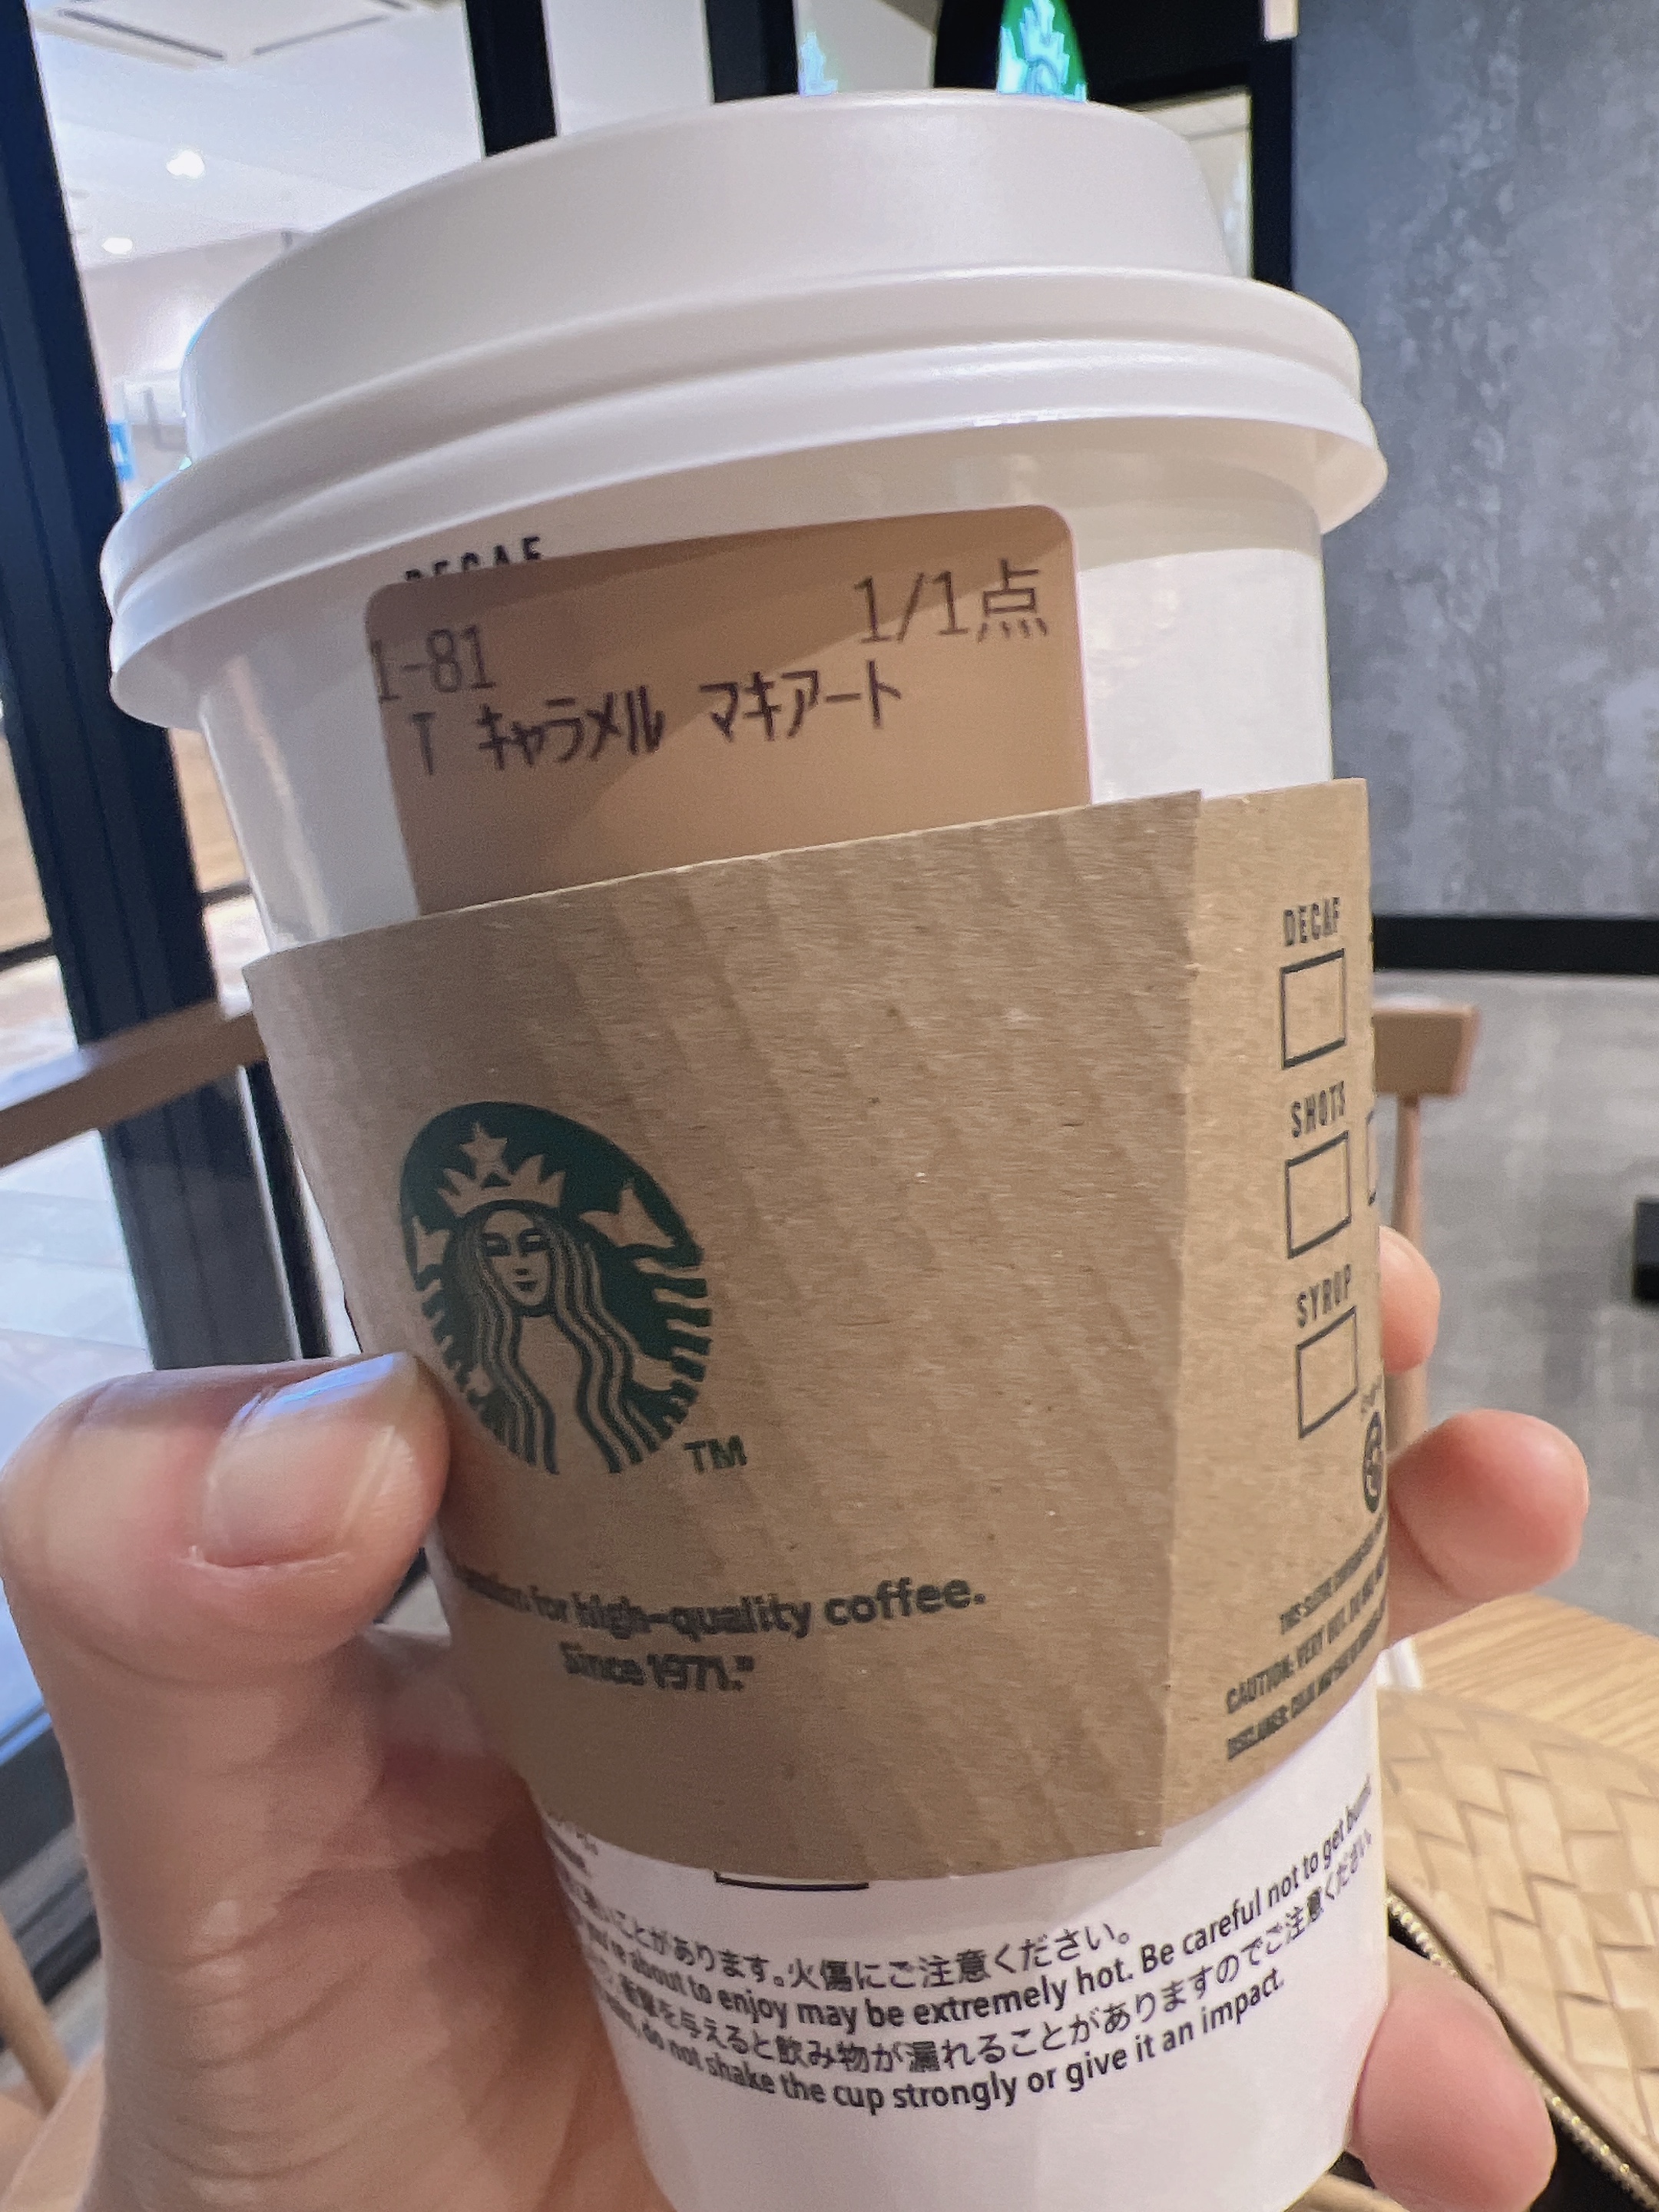 DECAF
1-81 1/1点
T キャラメル マキアート
DECAF
SHOTS
SYRUP
TM
for high-quality coffee.
Since 1971."
CAUTION: VERY HOT.
ことがあります。火傷にご注意ください。
about to enjoy may be extremely hot. Be careful not to get burnt.
衝撃を与えると飲み物が漏れることがありますのでご注意ください
do not shake the cup strongly or give it an impact.